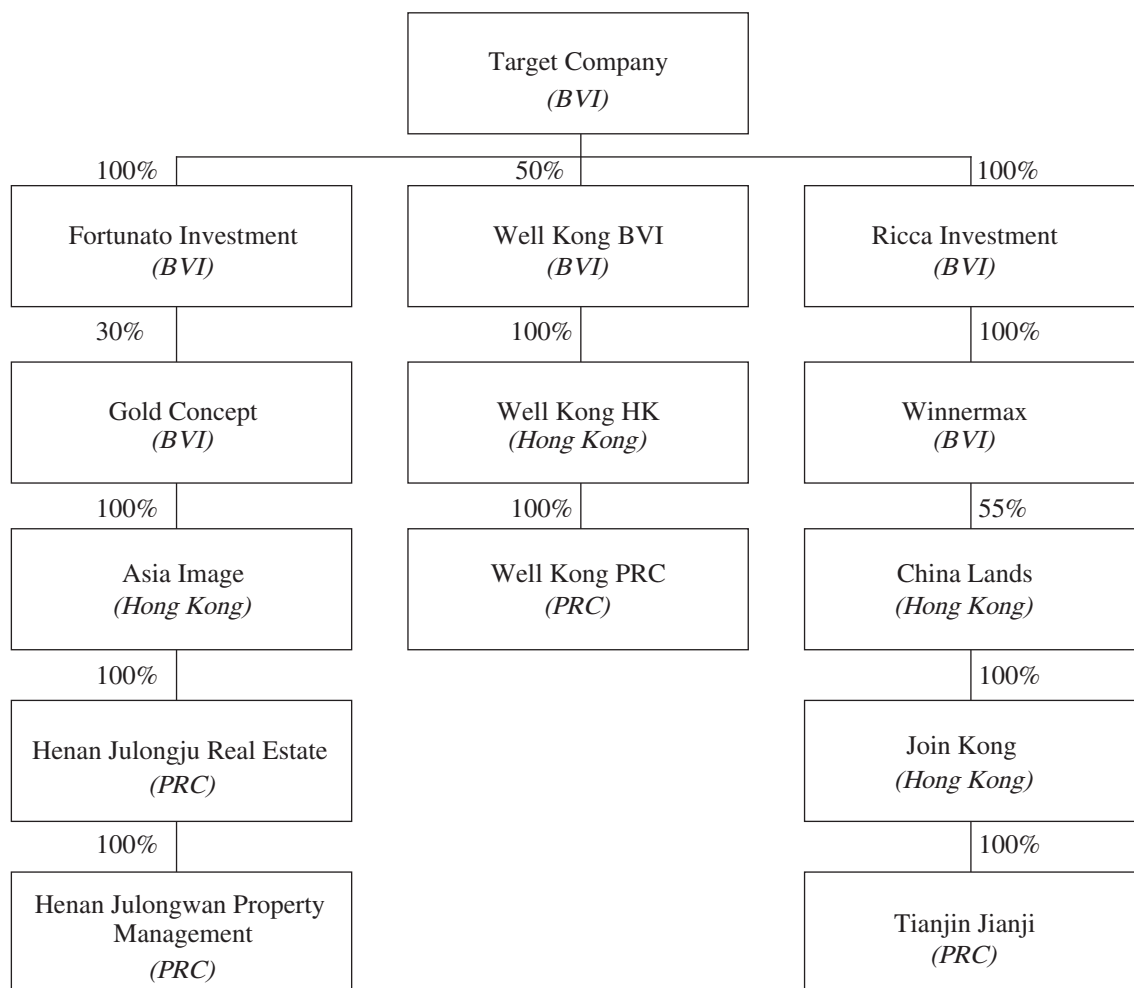 Target Company
(BVI)
100%
50%
100%
Fortunato Investment
(BVI)
Well Kong BVI
(BVI)
Ricca Investment
(BVI)
30%
100%
100%
Gold Concept
(BVI)
Well Kong HK
(Hong Kong)
Winnermax
(BVI)
100%
100%
55%
Asia Image
(Hong Kong)
Well Kong PRC
(PRC)
China Lands
(Hong Kong)
100%
100%
Henan Julongju Real Estate
(PRC)
Join Kong
(Hong Kong)
100%
100%
Henan Julongwan Property
Management
(PRC)
Tianjin Jianji
(PRC)